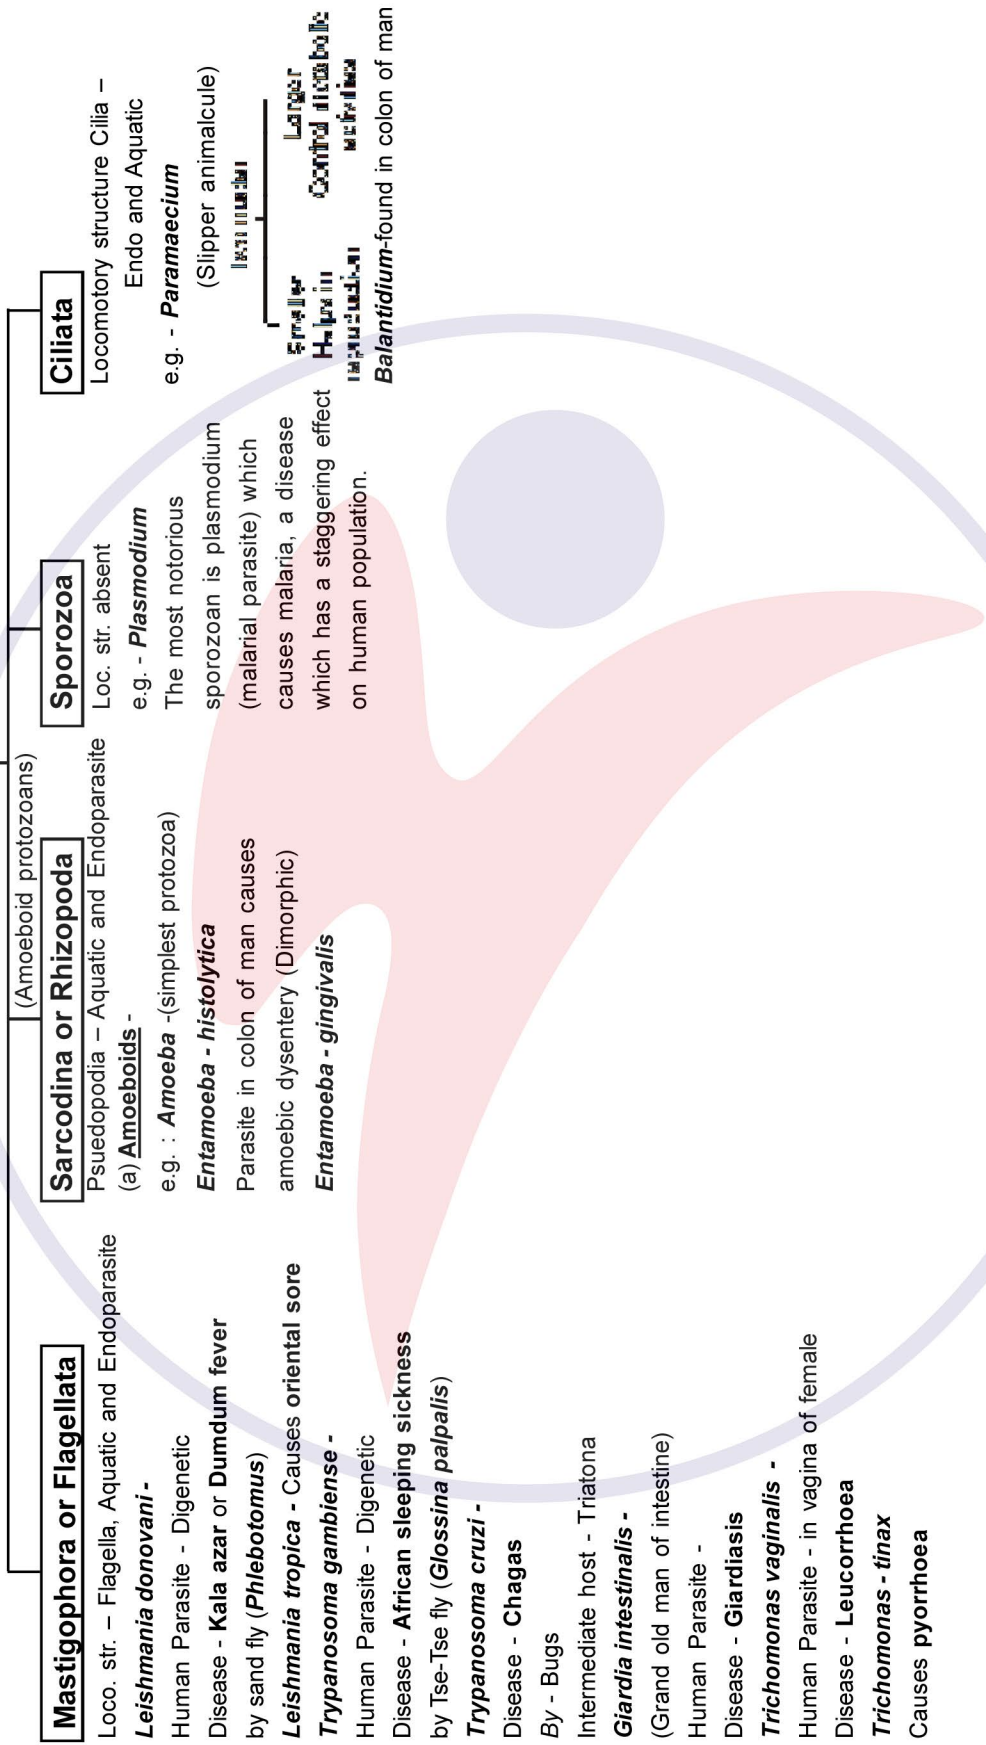 (Amoeboid protozoans)
Mastigophora or Flagellata
Loco. str. – Flagella, Aquatic and Endoparasite
Leishmania donovani -
Human Parasite - Digenetic
Disease - Kala azar or Dumdum fever
by sand fly (Phlebotomus)
Leishmania tropica - Causes oriental sore
Trypanosoma gambiense -
Human Parasite - Digenetic
Disease - African sleeping sickness
by Tse-Tse fly (Glossina palpalis)
Trypanosoma cruzi -
Disease - Chagas
By - Bugs
Intermediate host - Triatona
Giardia intestinalis -
(Grand old man of intestine)
Human Parasite -
Disease - Giardiasis
Trichomonas vaginalis -
Human Parasite - in vagina of female
Disease - Leucorrhoea
Trichomonas - tinax
Causes pyorrhoea
Sarcodina or Rhizopoda
Psuedopodia – Aquatic and Endoparasite
(a) Amoeboids -
e.g. : Amoeba -(simplest protozoa)
Entamoeba - histolytica
Parasite in colon of man causes
amoebic dysentery (Dimorphic)
Entamoeba - gingivalis
Sporozoa
Loc. str. absent
e.g. - Plasmodium
The most notorious
sporozoan is plasmodium
(malarial parasite) which
causes malaria, a disease
which has a staggering effect
on human population.
Ciliata
Locomotory structure Cilia –
Endo and Aquatic
e.g. - Paramaecium
(Slipper animalcule)
Smaller
Larger
Control
Balantidium-found in colon of man